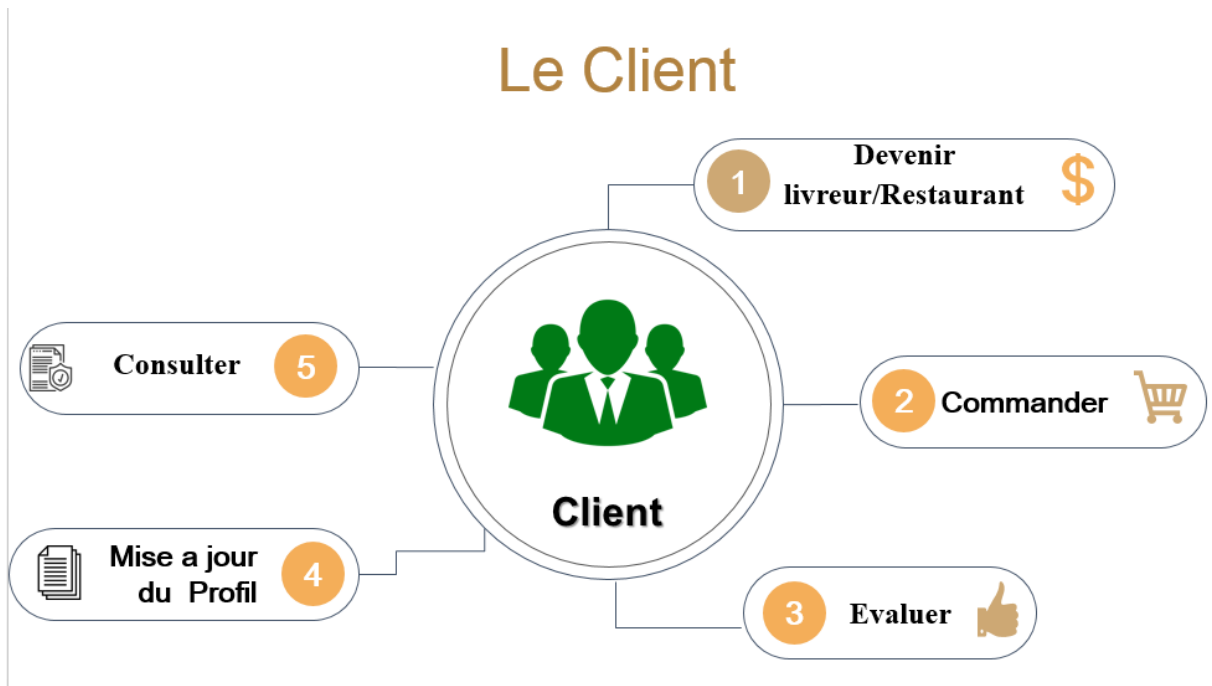 Le Client
1
Devenir
livreur/Restaurant
$
2 Commander
3 Evaluer
4
Mise a jour
du Profil
5
Consulter
Client